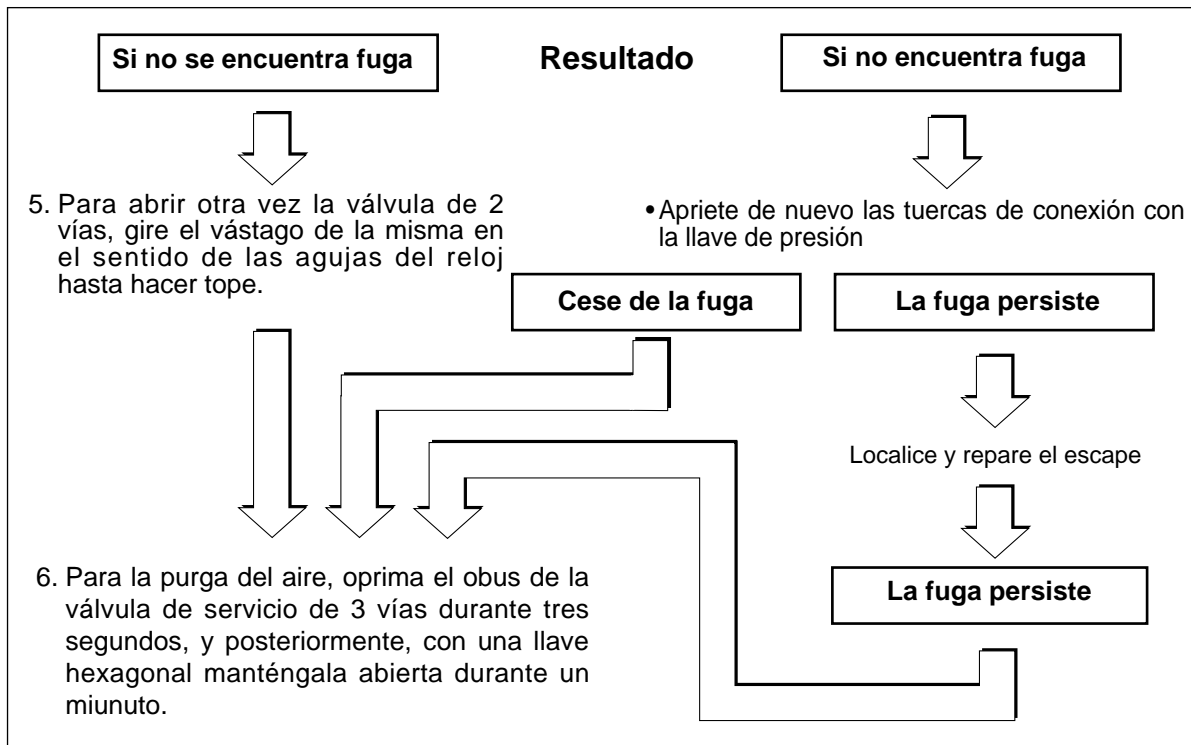 Si no se encuentra fuga
Resultado
Si no encuentra fuga
5. Para abrir otra vez la válvula de 2
vías, gire el vástago de la misma en
el sentido de las agujas del reloj
hasta hacer tope.
• Apriete de nuevo las tuercas de conexión con
la llave de presión
Cese de la fuga
La fuga persiste
Localice y repare el escape
La fuga persiste
6. Para la purga del aire, oprima el obus de la
válvula de servicio de 3 vías durante tres
segundos, y posteriormente, con una llave
hexagonal manténgala abierta durante un
miunuto.